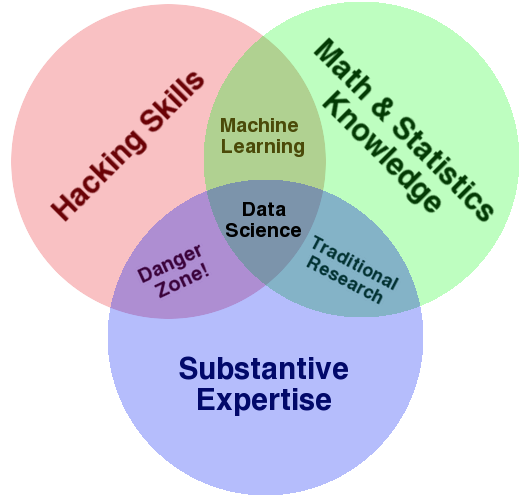 Hacking Skills
Math & Statistics
Knowledge
Machine
Learning
Data
Science
Danger
Zone!
Traditional
Research
Substantive
Expertise